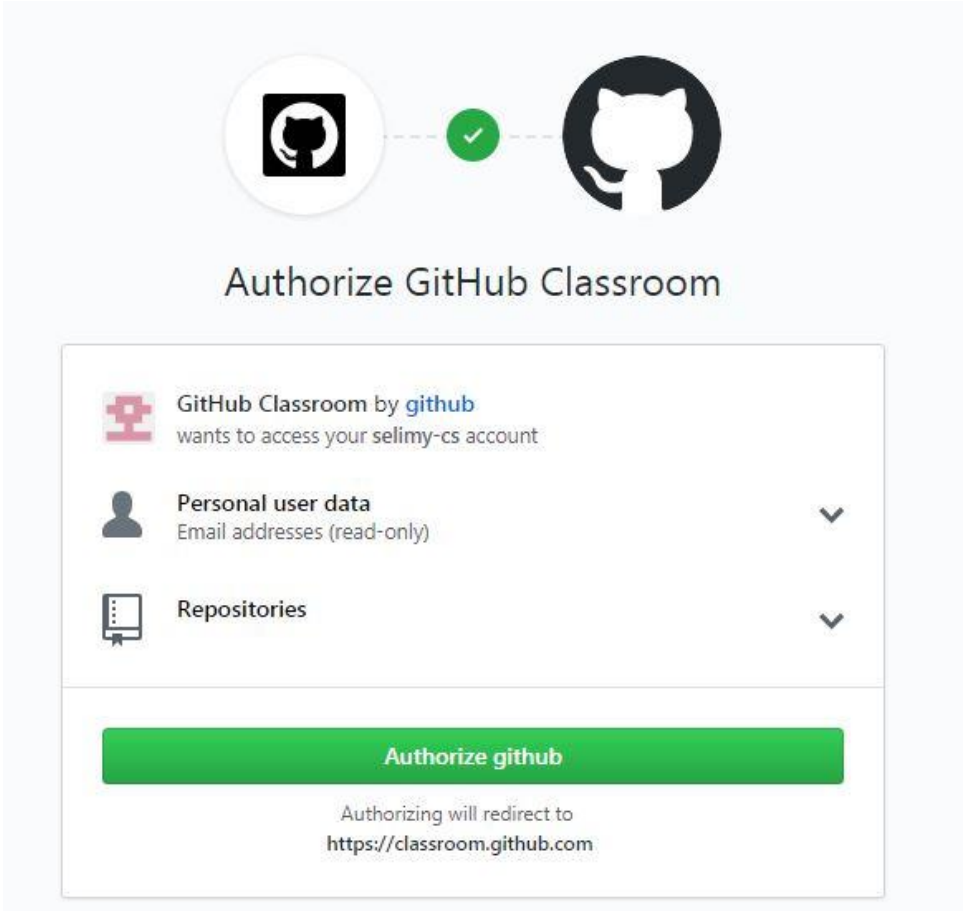 Authorize GitHub Classroom
GitHub Classroom by github
wants to access your selimy-cs account
Personal user data
Email addresses (read-only)
Repositories
Authorize github
Authorizing will redirect to
https://classroom.github.com